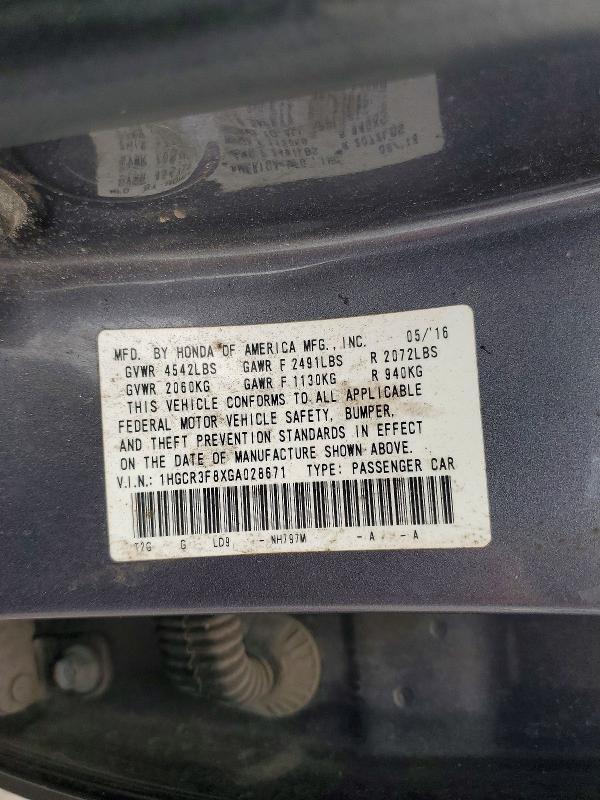 MFD. BY HONDA OF AMERICA MFG., INC. 05/'16
GVWR 4542LBS GAWR F 2491LBS R 2072LBS
GVWR 2060KG GAWR F 1130KG R 940KG
THIS VEHICLE CONFORMS TO ALL APPLICABLE
FEDERAL MOTOR VEHICLE SAFETY, BUMPER,
AND THEFT PREVENTION STANDARDS IN EFFECT
ON THE DATE OF MANUFACTURE SHOWN ABOVE.
V.I.N.: 1HGCR3F8XGA028671 TYPE: PASSENGER CAR
T2G G LD9 - NH797M - A - A